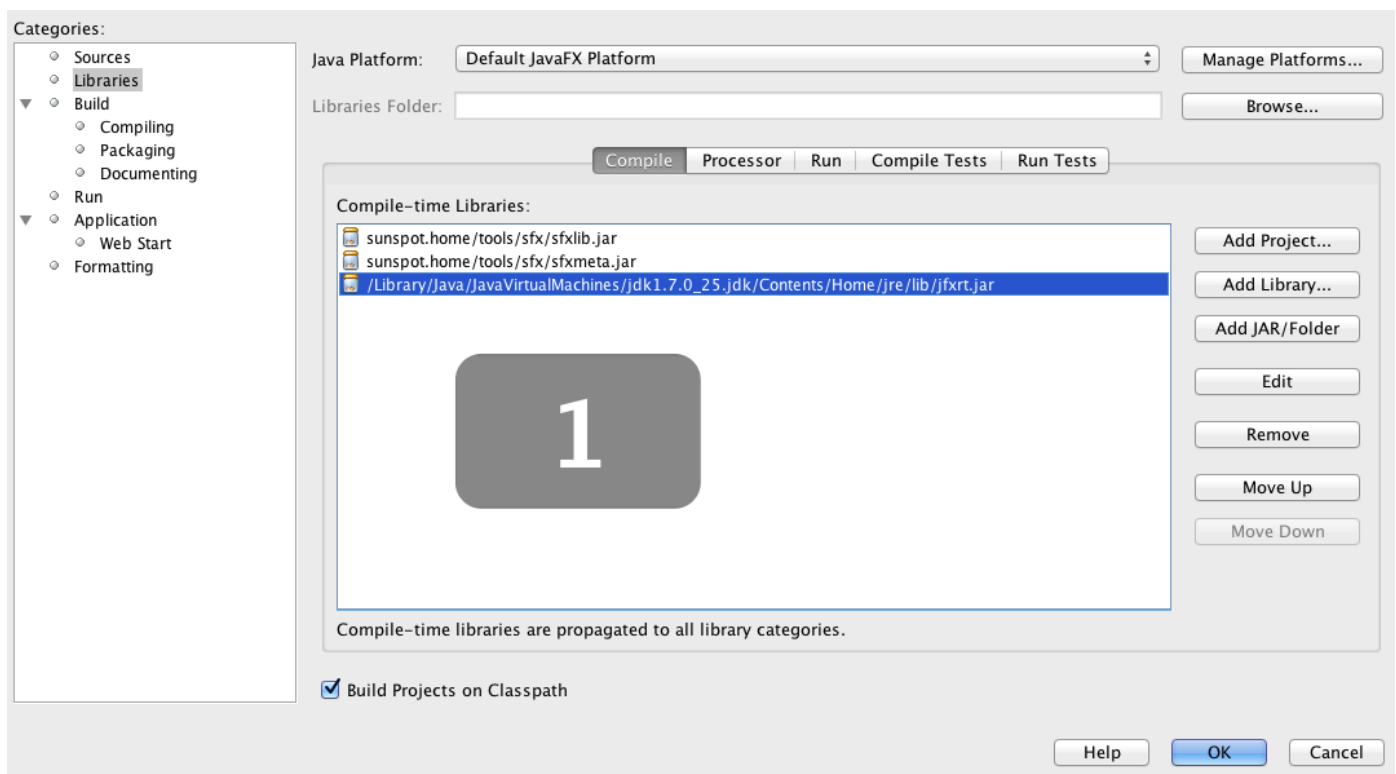 Categories:
Sources
Libraries
Build
Compiling
Packaging
Documenting
Run
Application
Web Start
Formatting
Java Platform:
Default JavaFX Platform
Manage Platforms...
Libraries Folder:
Browse...
Compile
Processor
Run
Compile Tests
Run Tests
Compile-time Libraries:
sunspot.home/tools/sfx/sfxlib.jar
sunspot.home/tools/sfx/sfxmeta.jar
/Library/Java/JavaVirtualMachines/jdk1.7.0_25.jdk/Contents/Home/jre/lib/jfxrt.jar
1
Add Project...
Add Library...
Add JAR/Folder
Edit
Remove
Move Up
Move Down
Compile-time libraries are propagated to all library categories.
Build Projects on Classpath
Help
OK
Cancel